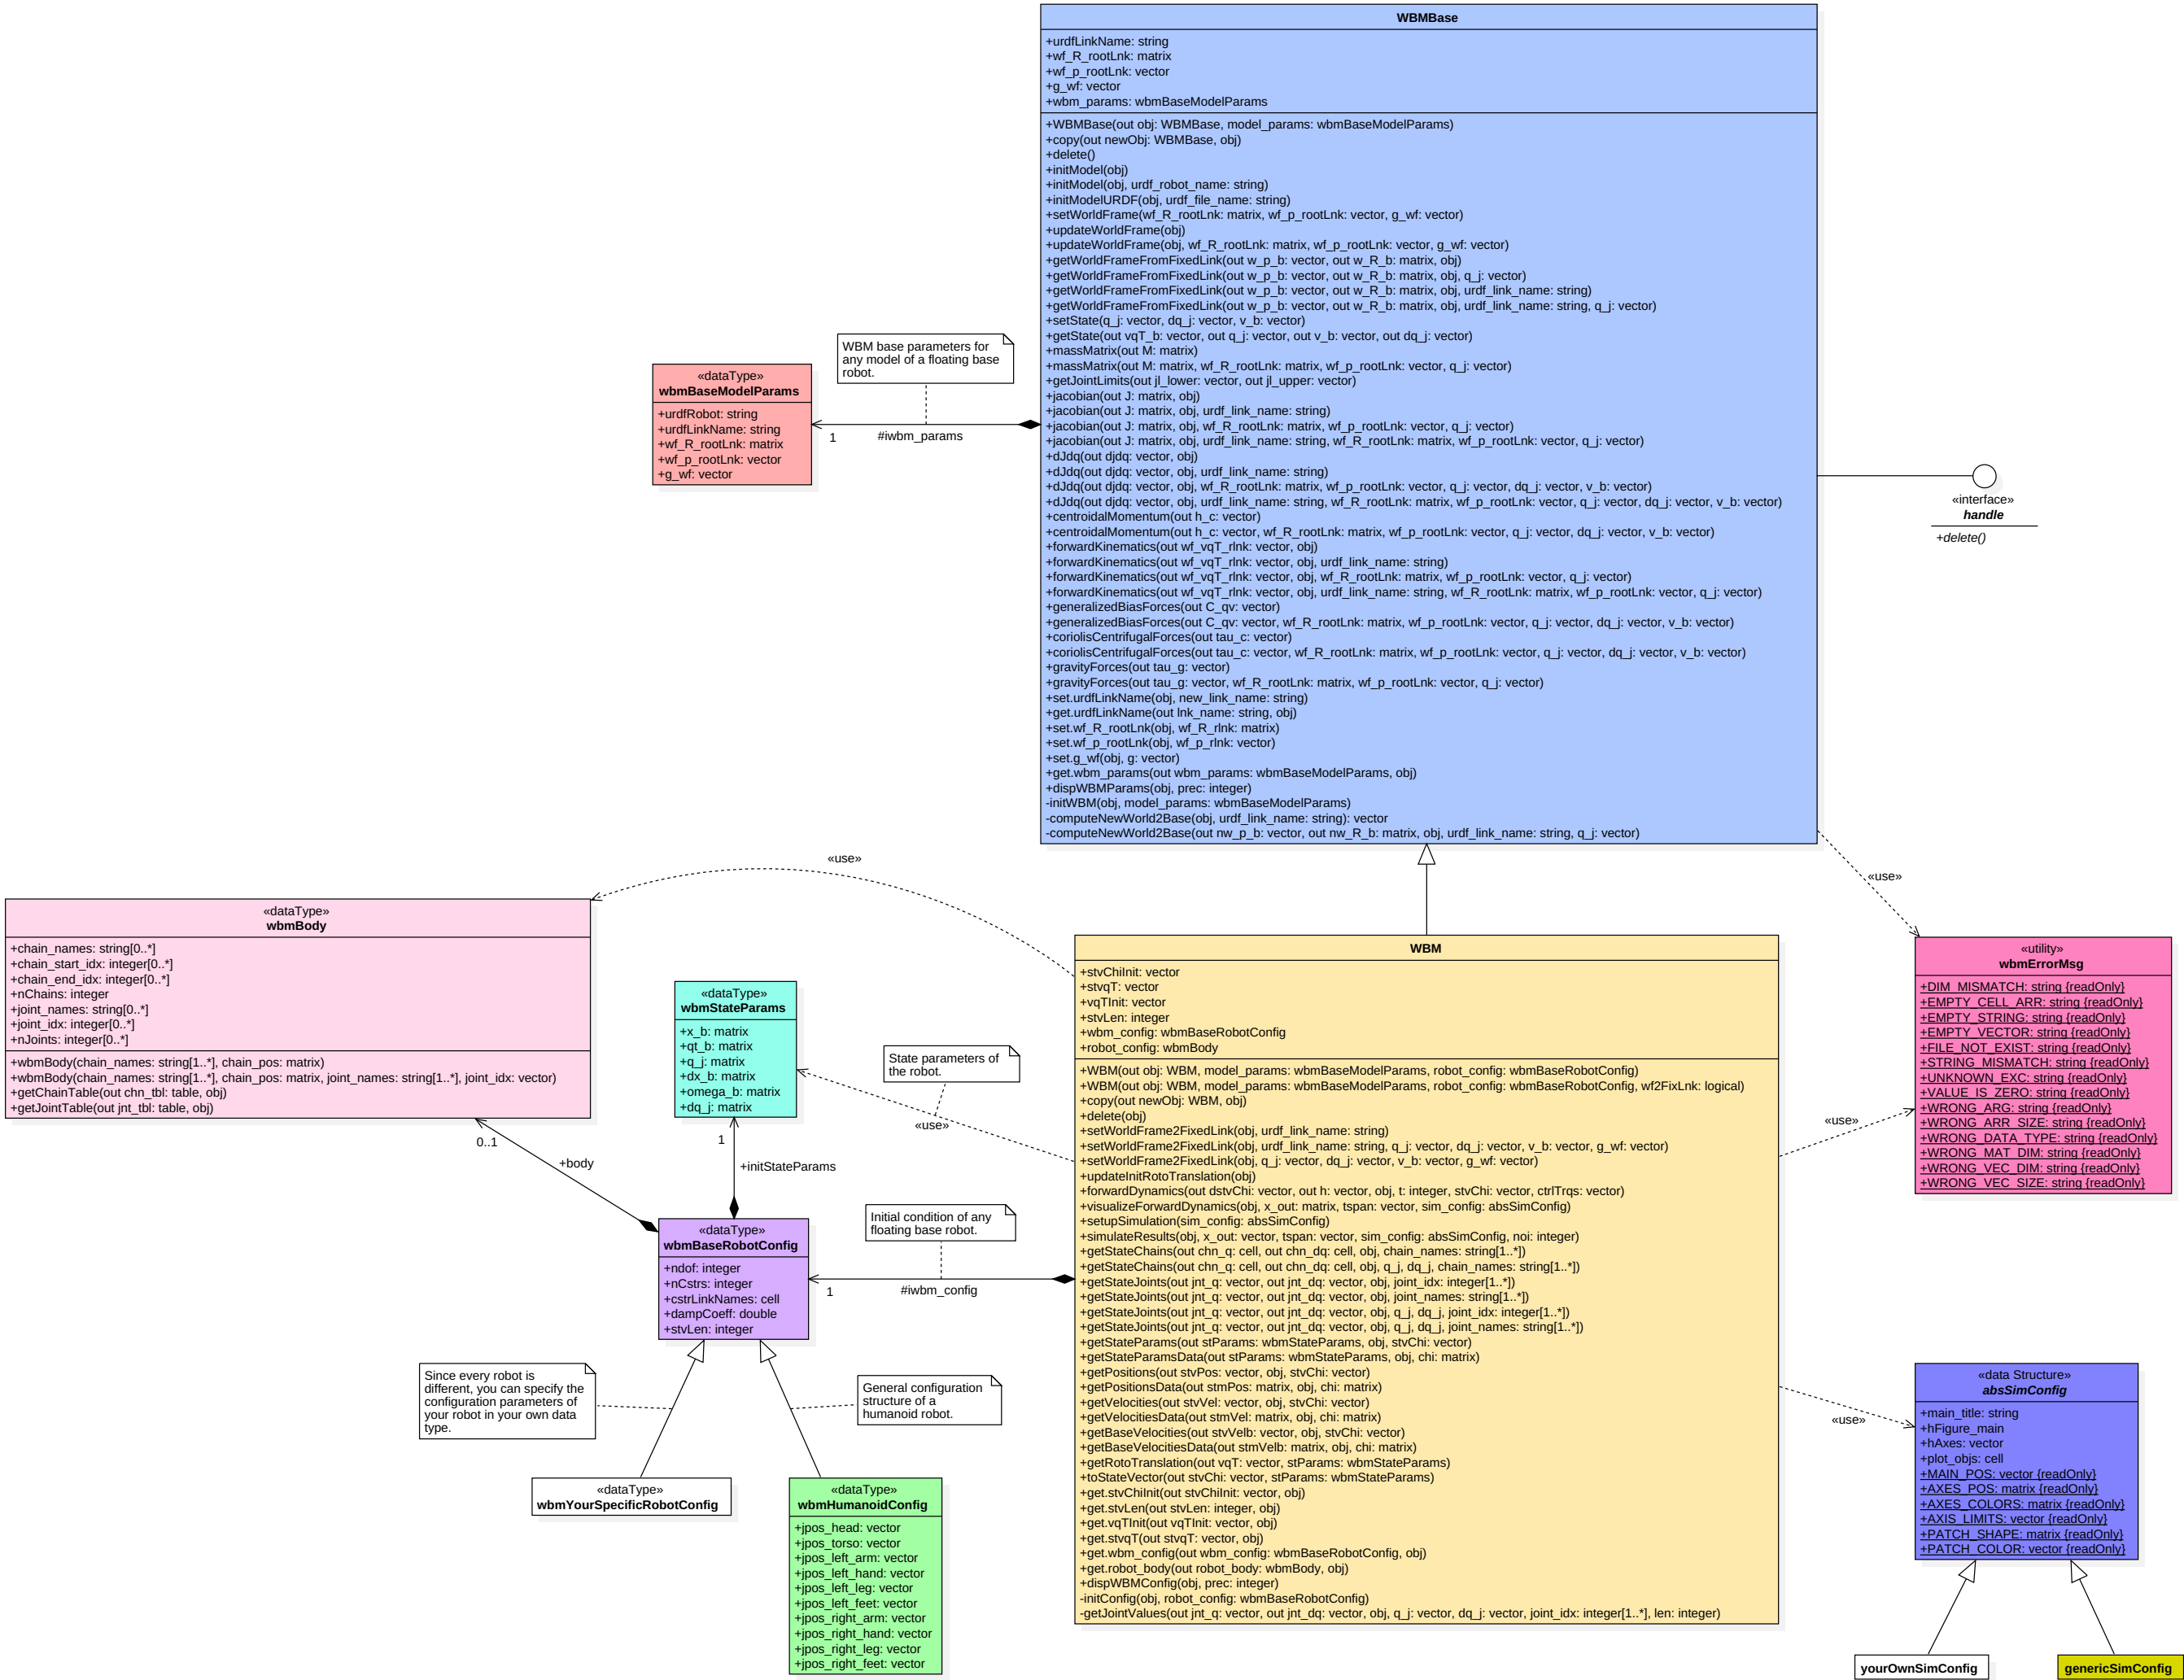 WBMBase
+urdfLinkName: string
+wf_R_rootLnk: matrix
+wf_p_rootLnk: vector
+g_wf: vector
+wbm_params: wbmBaseModelParams
+WBMBase(out obj: WBMBase, model_params: wbmBaseModelParams)
+copy(out newObj: WBMBase, obj)
+delete()
+initModel(obj)
+initModel(obj, urdf_robot_name: string)
+initModelURDF(obj, urdf_file_name: string)
+setWorldFrame(wf_R_rootLnk: matrix, wf_p_rootLnk: vector, g_wf: vector)
+updateWorldFrame(obj)
+updateWorldFrame(obj, wf_R_rootLnk: matrix, wf_p_rootLnk: vector, g_wf: vector)
+getWorldFrameFromFixedLink(out w_p_b: vector, out w_R_b: matrix, obj)
+getWorldFrameFromFixedLink(out w_p_b: vector, out w_R_b: matrix, obj, q_j: vector)
+getWorldFrameFromFixedLink(out w_p_b: vector, out w_R_b: matrix, obj, urdf_link_name: string)
+getWorldFrameFromFixedLink(out w_p_b: vector, out w_R_b: matrix, obj, urdf_link_name: string, q_j: vector)
+setState(q_j: vector, dq_j: vector, v_b: vector)
+getState(out vqT_b: vector, out q_j: vector, out v_b: vector, out dq_j: vector)
+massMatrix(out M: matrix)
+massMatrix(out M: matrix, wf_R_rootLnk: matrix, wf_p_rootLnk: vector, q_j: vector)
+getJointLimits(out jl_lower: vector, out jl_upper: vector)
+jacobian(out J: matrix, obj)
+jacobian(out J: matrix, obj, urdf_link_name: string)
+jacobian(out J: matrix, obj, wf_R_rootLnk: matrix, wf_p_rootLnk: vector, q_j: vector)
+jacobian(out J: matrix, obj, urdf_link_name: string, wf_R_rootLnk: matrix, wf_p_rootLnk: vector, q_j: vector)
+dJdq(out djdq: vector, obj)
+dJdq(out djdq: vector, obj, urdf_link_name: string)
+dJdq(out djdq: vector, obj, wf_R_rootLnk: matrix, wf_p_rootLnk: vector, q_j: vector, dq_j: vector, v_b: vector)
+dJdq(out djdq: vector, obj, urdf_link_name: string, wf_R_rootLnk: matrix, wf_p_rootLnk: vector, q_j: vector, dq_j: vector, v_b: vector)
+centroidalMomentum(out h_c: vector)
+centroidalMomentum(out h_c: vector, wf_R_rootLnk: matrix, wf_p_rootLnk: vector, q_j: vector, dq_j: vector, v_b: vector)
+forwardKinematics(out wf_vqT_rlnk: vector, obj)
+forwardKinematics(out wf_vqT_rlnk: vector, obj, urdf_link_name: string)
+forwardKinematics(out wf_vqT_rlnk: vector, obj, wf_R_rootLnk: matrix, wf_p_rootLnk: vector, q_j: vector)
+forwardKinematics(out wf_vqT_rlnk: vector, obj, urdf_link_name: string, wf_R_rootLnk: matrix, wf_p_rootLnk: vector, q_j: vector)
+generalizedBiasForces(out C_qv: vector)
+generalizedBiasForces(out C_qv: vector, wf_R_rootLnk: matrix, wf_p_rootLnk: vector, q_j: vector, dq_j: vector, v_b: vector)
+coriolisCentrifugalForces(out tau_c: vector)
+coriolisCentrifugalForces(out tau_c: vector, wf_R_rootLnk: matrix, wf_p_rootLnk: vector, q_j: vector, dq_j: vector, v_b: vector)
+gravityForces(out tau_g: vector)
+gravityForces(out tau_g: vector, wf_R_rootLnk: matrix, wf_p_rootLnk: vector, q_j: vector)
+set.urdfLinkName(obj, new_link_name: string)
+get.urdfLinkName(out lnk_name: string, obj)
+set.wf_R_rootLnk(obj, wf_R_rlnk: matrix)
+set.wf_p_rootLnk(obj, wf_p_rlnk: vector)
+set.g_wf(obj, g: vector)
+get.wbm_params(out wbm_params: wbmBaseModelParams, obj)
+dispWBMParams(obj, prec: integer)
-initWBM(obj, model_params: wbmBaseModelParams)
-computeNewWorld2Base(obj, urdf_link_name: string): vector
-computeNewWorld2Base(out nw_p_b: vector, out nw_R_b: matrix, obj, urdf_link_name: string, q_j: vector)
WBM base parameters for
any model of a floating base
robot.
«dataType»
wbmBaseModelParams
+urdfRobot: string
+urdfLinkName: string
+wf_R_rootLnk: matrix
+wf_p_rootLnk: vector
+g_wf: vector
1
#iwbm_params
«interface»
handle
+delete()
«use»
«use»
«dataType»
wbmBody
+chain_names: string[0..*]
+chain_start_idx: integer[0..*]
+chain_end_idx: integer[0..*]
+nChains: integer
+joint_names: string[0..*]
+joint_idx: integer[0..*]
+nJoints: integer[0..*]
+wbmBody(chain_names: string[1..*], chain_pos: matrix)
+wbmBody(chain_names: string[1..*], chain_pos: matrix, joint_names: string[1..*], joint_idx: vector)
+getChainTable(out chn_tbl: table, obj)
+getJointTable(out jnt_tbl: table, obj)
0..1
+body
«dataType»
wbmStateParams
+x_b: matrix
+qt_b: matrix
+q_j: matrix
+dx_b: matrix
+omega_b: matrix
+dq_j: matrix
1
+initStateParams
State parameters of
the robot.
«use»
WBM
+stvChiInit: vector
+stvqT: vector
+vqTInit: vector
+stvLen: integer
+wbm_config: wbmBaseRobotConfig
+robot_config: wbmBody
+WBM(out obj: WBM, model_params: wbmBaseModelParams, robot_config: wbmBaseRobotConfig)
+WBM(out obj: WBM, model_params: wbmBaseModelParams, robot_config: wbmBaseRobotConfig, wf2FixLnk: logical)
+copy(out newObj: WBM, obj)
+delete(obj)
+setWorldFrame2FixedLink(obj, urdf_link_name: string)
+setWorldFrame2FixedLink(obj, urdf_link_name: string, q_j: vector, dq_j: vector, v_b: vector, g_wf: vector)
+setWorldFrame2FixedLink(obj, q_j: vector, dq_j: vector, v_b: vector, g_wf: vector)
+updateInitRotoTranslation(obj)
+forwardDynamics(out dstvChi: vector, out h: vector, obj, t: integer, stvChi: vector, ctrlTrqs: vector)
+visualizeForwardDynamics(obj, x_out: matrix, tspan: vector, sim_config: absSimConfig)
+setupSimulation(sim_config: absSimConfig)
+simulateResults(obj, x_out: vector, tspan: vector, sim_config: absSimConfig, noi: integer)
+getStateChains(out chn_q: cell, out chn_dq: cell, obj, chain_names: string[1..*])
+getStateChains(out chn_q: cell, out chn_dq: cell, obj, q_j, dq_j, chain_names: string[1..*])
+getStateJoints(out jnt_q: vector, out jnt_dq: vector, obj, joint_idx: integer[1..*])
+getStateJoints(out jnt_q: vector, out jnt_dq: vector, obj, joint_names: string[1..*])
+getStateJoints(out jnt_q: vector, out jnt_dq: vector, obj, q_j, dq_j, joint_idx: integer[1..*])
+getStateJoints(out jnt_q: vector, out jnt_dq: vector, obj, q_j, dq_j, joint_names: string[1..*])
+getStateParams(out stParams: wbmStateParams, obj, stvChi: vector)
+getStateParamsData(out stParams: wbmStateParams, obj, chi: matrix)
+getPositions(out stvPos: vector, obj, stvChi: vector)
+getPositionsData(out stmPos: matrix, obj, chi: matrix)
+getVelocities(out stvVel: vector, obj, stvChi: vector)
+getVelocitiesData(out stmVel: matrix, obj, chi: matrix)
+getBaseVelocities(out stvVelb: vector, obj, stvChi: vector)
+getBaseVelocitiesData(out stmVelb: matrix, obj, chi: matrix)
+getRotoTranslation(out vqT: vector, stParams: wbmStateParams)
+toStateVector(out stvChi: vector, stParams: wbmStateParams)
+get.stvChiInit(out stvChiInit: vector, obj)
+get.stvLen(out stvLen: integer, obj)
+get.vqTInit(out vqTInit: vector, obj)
+get.stvqT(out stvqT: vector, obj)
+get.wbm_config(out wbm_config: wbmBaseRobotConfig, obj)
+get.robot_body(out robot_body: wbmBody, obj)
+dispWBMConfig(obj, prec: integer)
-initConfig(obj, robot_config: wbmBaseRobotConfig)
-getJointValues(out jnt_q: vector, out jnt_dq: vector, obj, q_j: vector, dq_j: vector, joint_idx: integer[1..*], len: integer)
«use»
«utility»
wbmErrorMsg
+DIM_MISMATCH: string {readOnly}
+EMPTY_CELL_ARR: string {readOnly}
+EMPTY_STRING: string {readOnly}
+EMPTY_VECTOR: string {readOnly}
+FILE_NOT_EXIST: string {readOnly}
+STRING_MISMATCH: string {readOnly}
+UNKNOWN_EXC: string {readOnly}
+VALUE_IS_ZERO: string {readOnly}
+WRONG_ARG: string {readOnly}
+WRONG_ARR_SIZE: string {readOnly}
+WRONG_DATA_TYPE: string {readOnly}
+WRONG_MAT_DIM: string {readOnly}
+WRONG_VEC_DIM: string {readOnly}
+WRONG_VEC_SIZE: string {readOnly}
«dataType»
wbmBaseRobotConfig
+ndof: integer
+nCstrs: integer
+cstrLinkNames: cell
+dampCoeff: double
+stvLen: integer
Initial condition of any
floating base robot.
1
#iwbm_config
Since every robot is
different, you can specify the
configuration parameters of
your robot in your own data
type.
General configuration
structure of a
humanoid robot.
«dataType»
wbmYourSpecificRobotConfig
«dataType»
wbmHumanoidConfig
+jpos_head: vector
+jpos_torso: vector
+jpos_left_arm: vector
+jpos_left_hand: vector
+jpos_left_leg: vector
+jpos_left_feet: vector
+jpos_right_arm: vector
+jpos_right_hand: vector
+jpos_right_leg: vector
+jpos_right_feet: vector
«use»
«data Structure»
absSimConfig
+main_title: string
+hFigure_main
+hAxes: vector
+plot_objs: cell
+MAIN_POS: vector {readOnly}
+AXES_POS: matrix {readOnly}
+AXES_COLORS: matrix {readOnly}
+AXIS_LIMITS: vector {readOnly}
+PATCH_SHAPE: matrix {readOnly}
+PATCH_COLOR: vector {readOnly}
yourOwnSimConfig
genericSimConfig